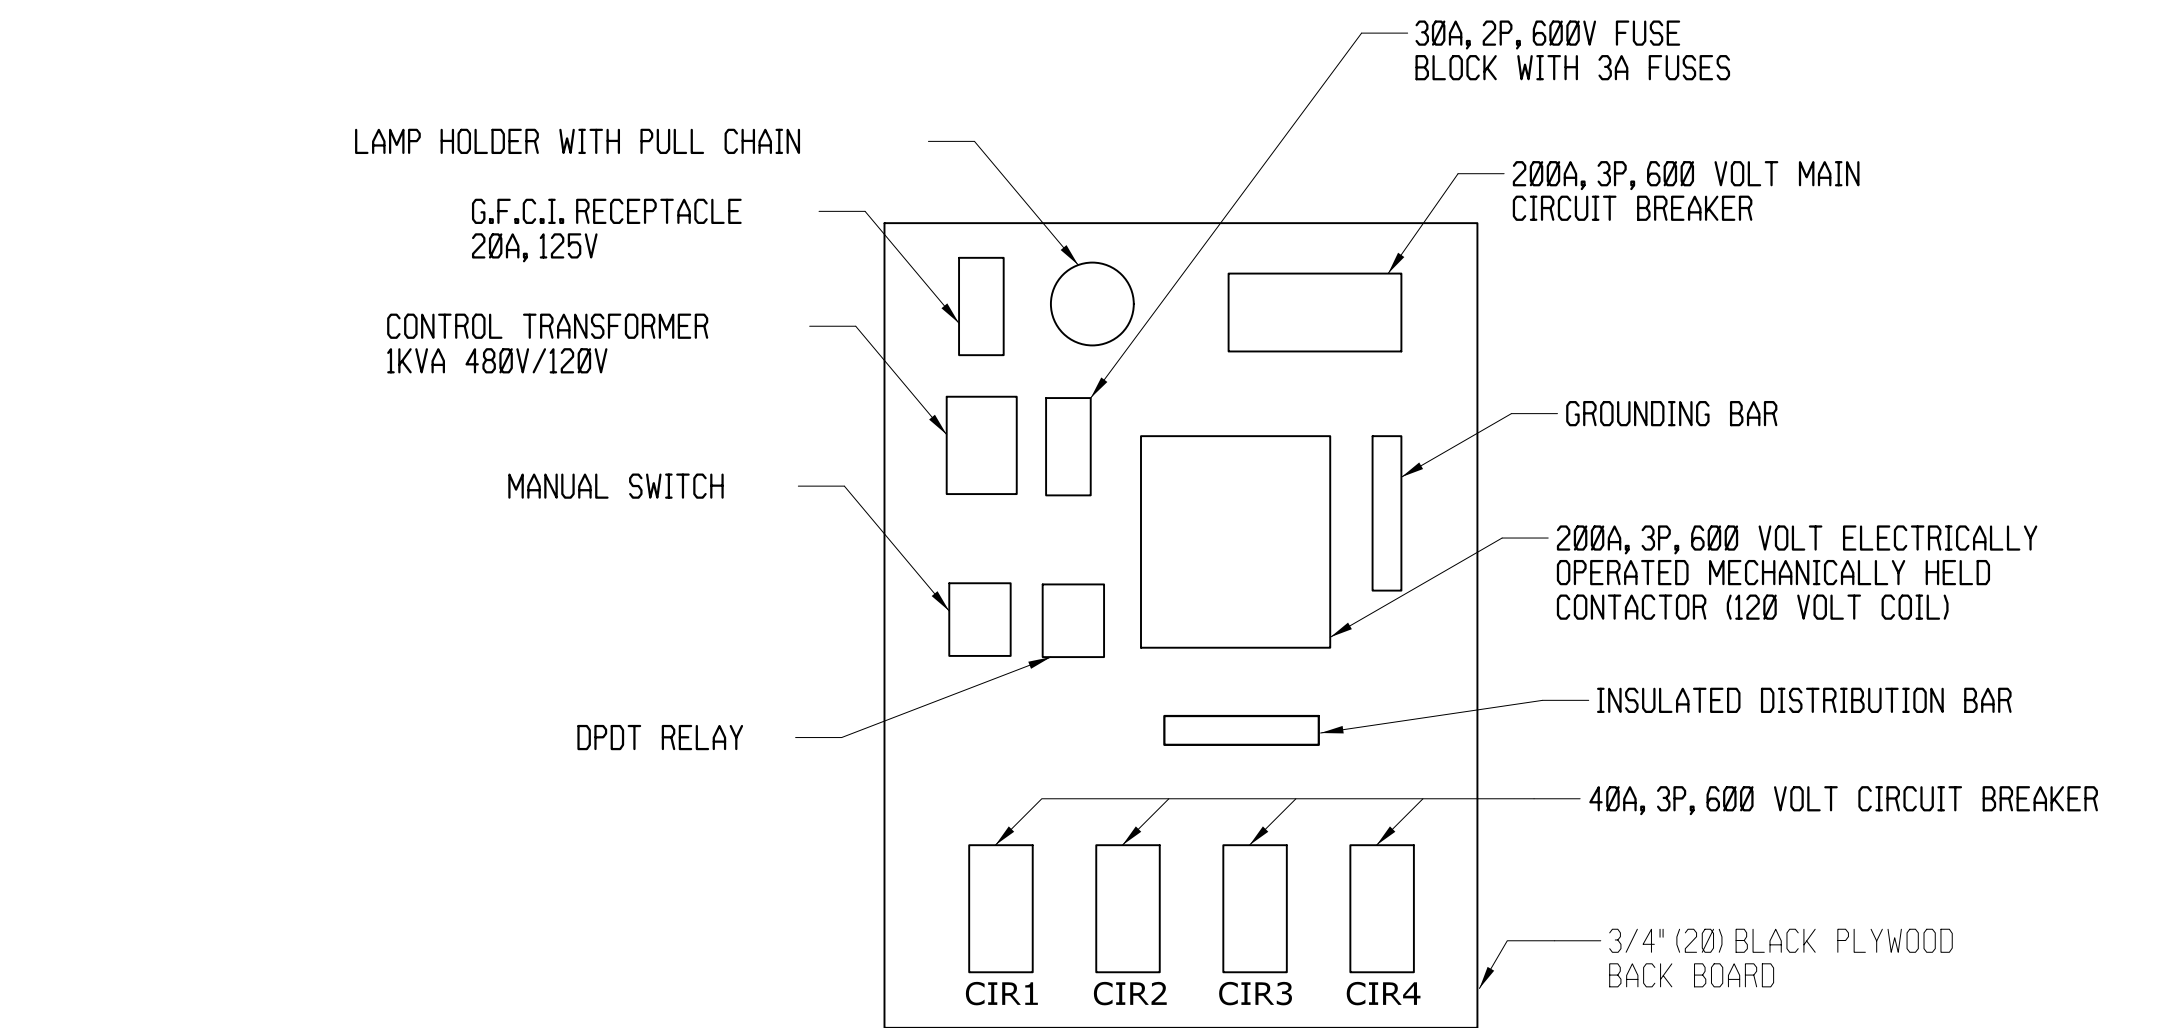 30A, 2P, 600V FUSE
BLOCK WITH 3A FUSES
LAMP HOLDER WITH PULL CHAIN
200A, 3P, 600 VOLT MAIN
CIRCUIT BREAKER
G.F.C.I. RECEPTACLE
20A, 125V
CONTROL TRANSFORMER
1KVA 480V/120V
GROUNDING BAR
MANUAL SWITCH
200A, 3P, 600 VOLT ELECTRICALLY
OPERATED MECHANICALLY HELD
CONTACTOR (120 VOLT COIL)
INSULATED DISTRIBUTION BAR
DPDT RELAY
40A, 3P, 600 VOLT CIRCUIT BREAKER
3/4" (20) BLACK PLYWOOD
BACK BOARD
CIR1 CIR2 CIR3 CIR4